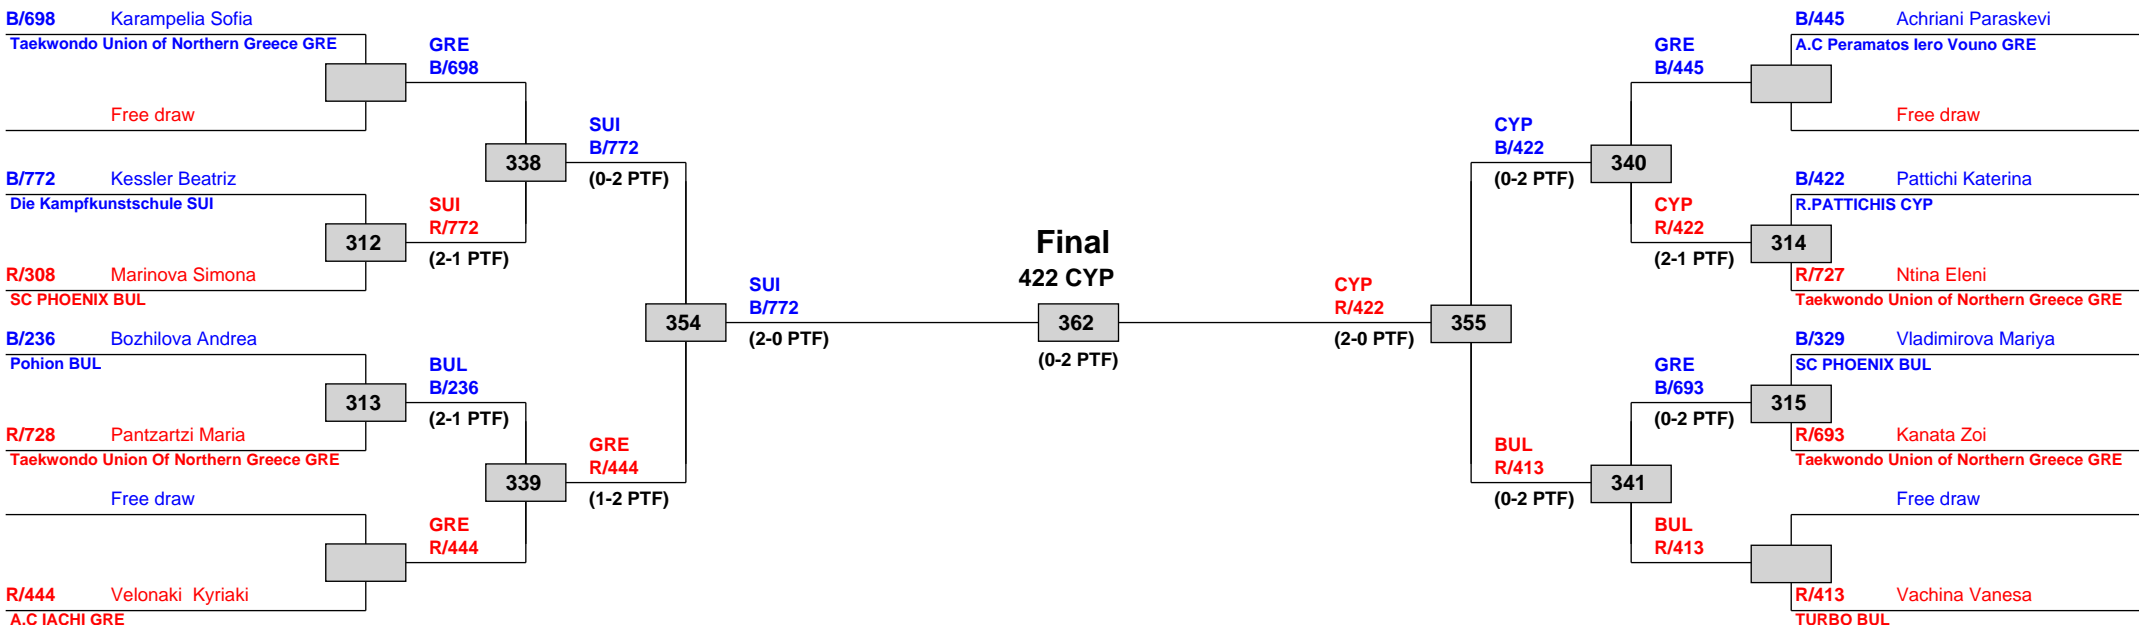 B/698 Karampelia Sofia
Taekwondo Union of Northern Greece GRE
Free draw
B/772 Kessler Beatriz
Die Kampfkunstschule SUI
312
R/308 Marinova Simona
SC PHOENIX BUL
B/236 Bozhilova Andrea
Pohion BUL
313
R/728 Pantzartzi Maria
Taekwondo Union Of Northern Greece GRE
Free draw
R/444 Velonaki Kyriaki
A.C IACHI GRE
GRE
B/698
338
SUI
R/772
(2-1 PTF)
BUL
B/236
(2-1 PTF)
339
GRE
R/444
SUI
B/772
(0-2 PTF)
354
GRE
R/444
(1-2 PTF)
SUI
B/772
(2-0 PTF)
Final
422 CYP
362
(0-2 PTF)
CYP
R/422
(2-0 PTF)
355
CYP
B/422
(0-2 PTF)
BUL
R/413
(0-2 PTF)
GRE
B/445
340
CYP
R/422
(2-1 PTF)
GRE
B/693
(0-2 PTF)
341
BUL
R/413
B/445 Achriani Paraskevi
A.C Peramatos Iero Vouno GRE
Free draw
B/422 Pattichi Katerina
R.PATTICHIS CYP
314
R/727 Ntina Eleni
Taekwondo Union of Northern Greece GRE
B/329 Vladimirova Mariya
SC PHOENIX BUL
315
R/693 Kanata Zoi
Taekwondo Union of Northern Greece GRE
Free draw
R/413 Vachina Vanesa
TURBO BUL